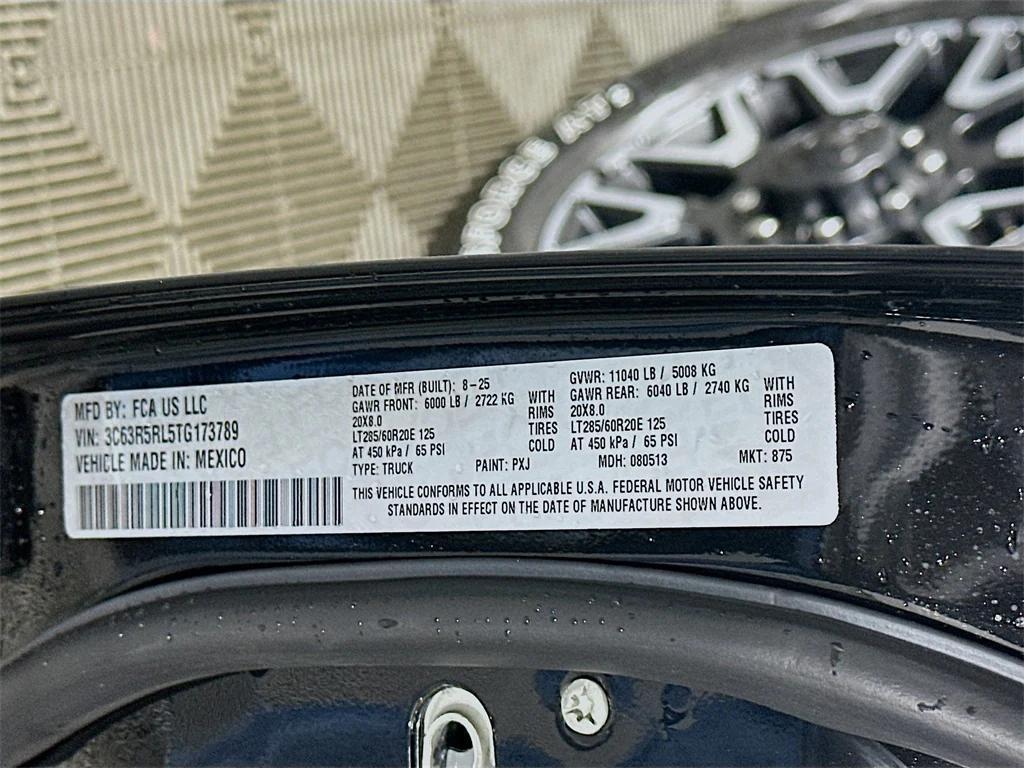 MFD BY: FCA US LLC
VIN: 3C63R5RL5TG173789
VEHICLE MADE IN: MEXICO
DATE OF MFR (BUILT): 8-25
GAWR FRONT: 6000 LB / 2722 KG
20X8.0
LT285/60R20E 125
AT 450 kPa / 65 PSI
WITH
RIMS
TIRES
COLD
GVWR: 11040 LB / 5008 KG
GAWR REAR: 6040 LB / 2740 KG
20X8.0
LT285/60R20E 125
AT 450 kPa / 65 PSI
WITH
RIMS
TIRES
COLD
TYPE: TRUCK PAINT: PXJ MDH: 080513 MKT: 875
THIS VEHICLE CONFORMS TO ALL APPLICABLE U.S.A. FEDERAL MOTOR VEHICLE SAFETY
STANDARDS IN EFFECT ON THE DATE OF MANUFACTURE SHOWN ABOVE.